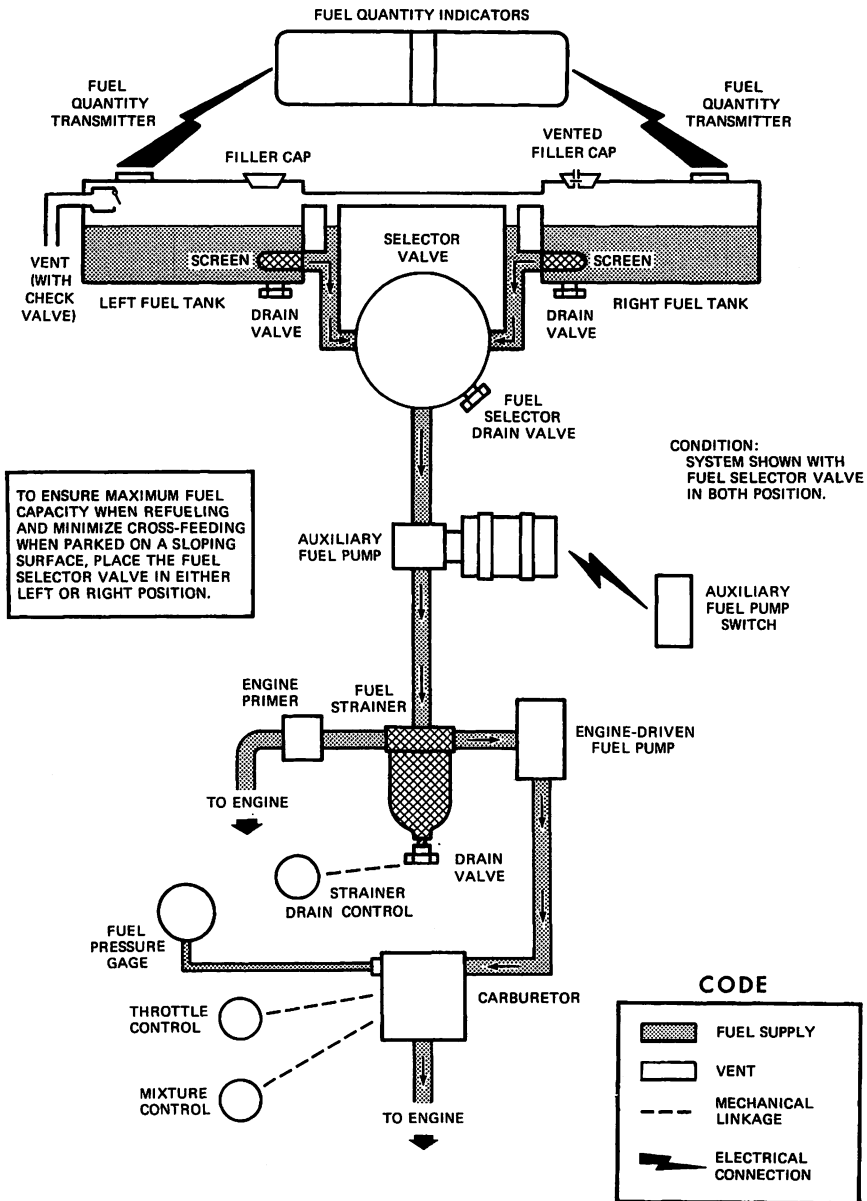 FUEL QUANTITY INDICATORS
FUEL
QUANTITY
TRANSMITTER
FUEL
QUANTITY
TRANSMITTER
FILLER CAP
VENTED
FILLER CAP
VENT
(WITH
CHECK
VALVE)
SCREEN
SELECTOR
VALVE
SCREEN
LEFT FUEL TANK
RIGHT FUEL TANK
DRAIN
VALVE
DRAIN
VALVE
FUEL
SELECTOR
DRAIN VALVE
CONDITION:
SYSTEM SHOWN WITH
FUEL SELECTOR VALVE
IN BOTH POSITION.
TO ENSURE MAXIMUM FUEL
CAPACITY WHEN REFUELING
AND MINIMIZE CROSS-FEEDING
WHEN PARKED ON A SLOPING
SURFACE, PLACE THE FUEL
SELECTOR VALVE IN EITHER
LEFT OR RIGHT POSITION.
AUXILIARY
FUEL PUMP
AUXILIARY
FUEL PUMP
SWITCH
ENGINE
PRIMER
FUEL
STRAINER
ENGINE-DRIVEN
FUEL PUMP
TO ENGINE
DRAIN
VALVE
STRAINER
DRAIN CONTROL
FUEL
PRESSURE
GAGE
CARBURETOR
THROTTLE
CONTROL
MIXTURE
CONTROL
TO ENGINE
CODE
FUEL SUPPLY
VENT
MECHANICAL
LINKAGE
ELECTRICAL
CONNECTION